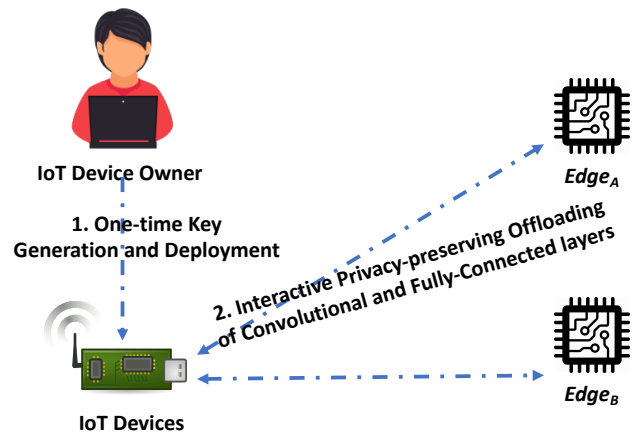 IoT Device Owner
Edge_A
1. One-time Key
Generation and Deployment
2. Interactive Privacy-preserving Offloading
of Convolutional and Fully-Connected layers
IoT Devices
Edge_B